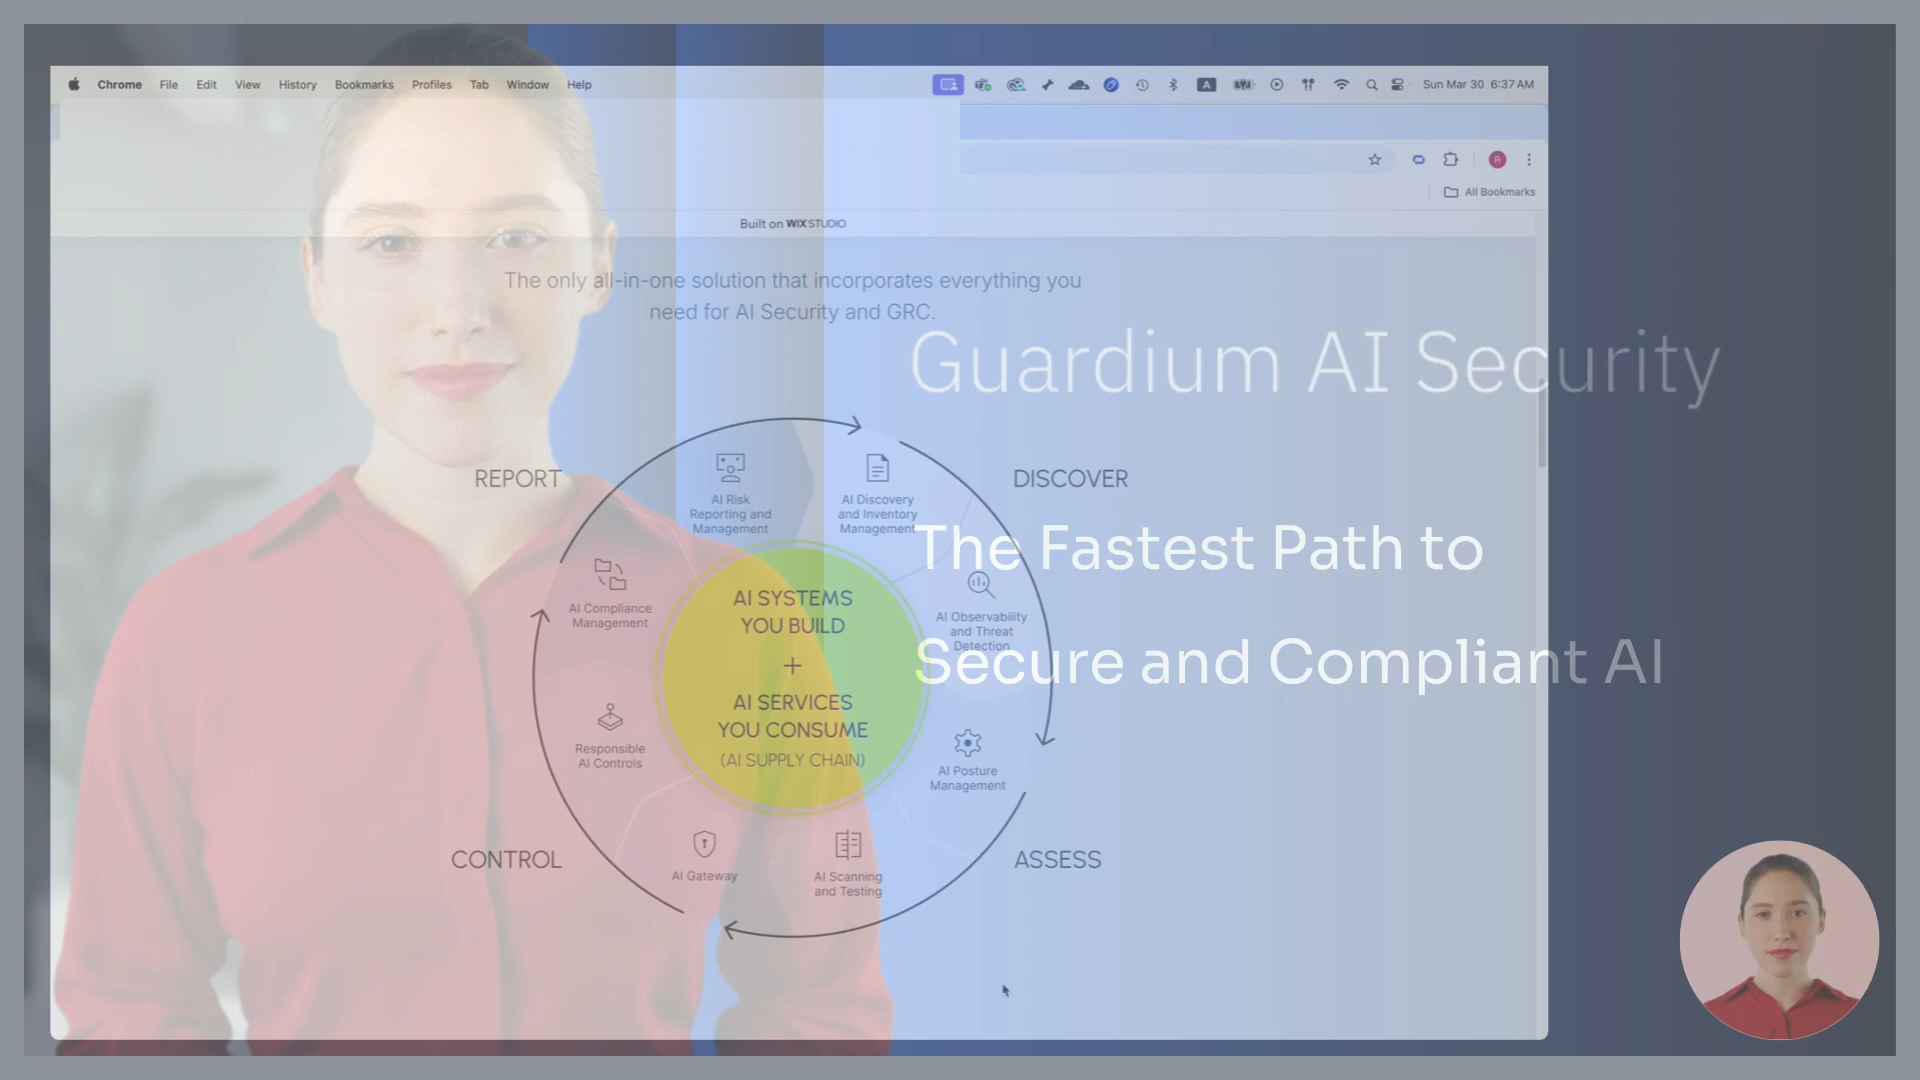 Chrome File Edit View History Bookmarks Profiles Tab Window Help
A
Sun Mar 30 6:37 AM
R
All Bookmarks
Built on WIX STUDIO
The only all-in-one solution that incorporates everything you
need for AI Security and GRC.
Guardium AI Security
The Fastest Path to
Secure and Compliant AI
REPORT
DISCOVER
AI Risk
Reporting and
Management
AI Discovery
and Inventory
Management
AI Compliance
Management
AI Observability
and Threat
Detection
AI SYSTEMS
YOU BUILD
+
AI SERVICES
YOU CONSUME
(AI SUPPLY CHAIN)
Responsible
AI Controls
AI Posture
Management
CONTROL
ASSESS
AI Gateway
AI Scanning
and Testing